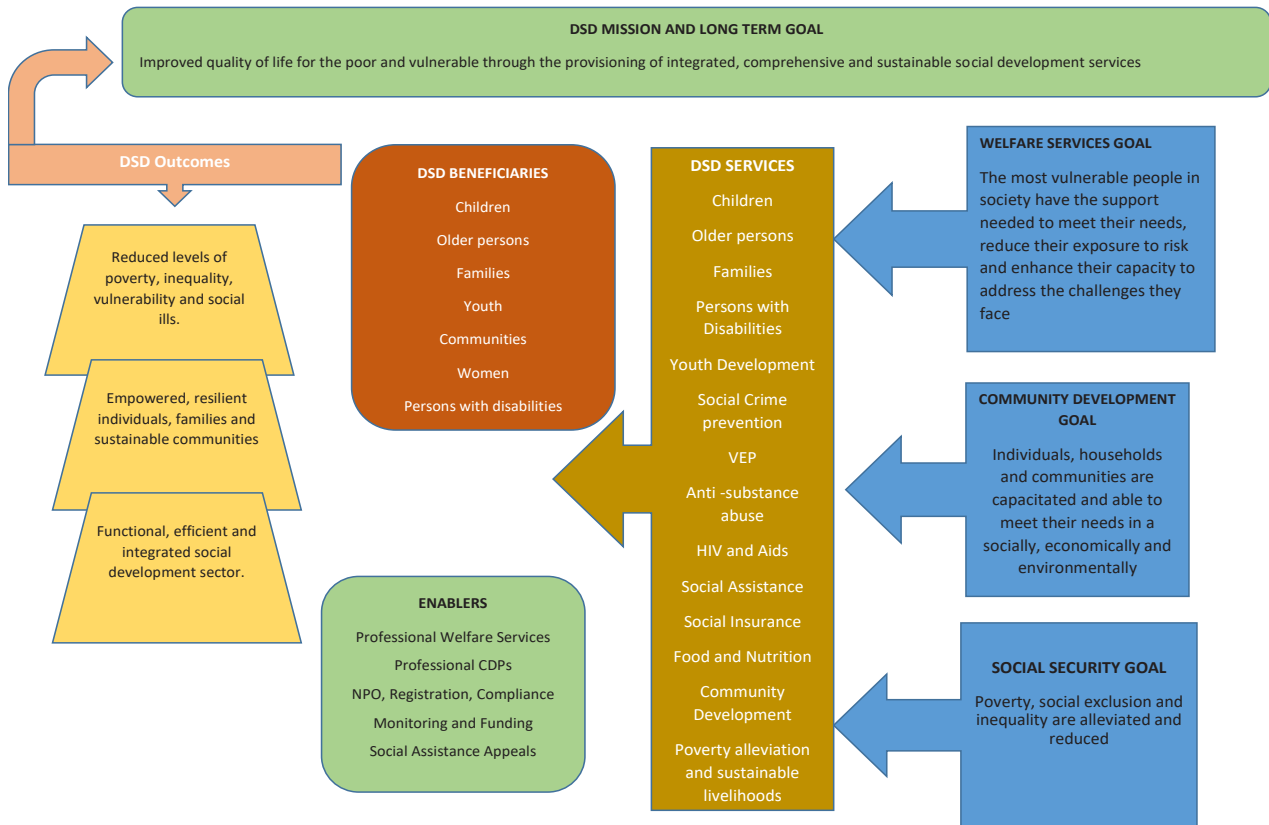 DSD MISSION AND LONG TERM GOAL
Improved quality of life for the poor and vulnerable through the provisioning of integrated, comprehensive and sustainable social development services
DSD Outcomes
Reduced levels of
poverty, inequality,
vulnerability and social
ills.
Empowered, resilient
individuals, families and
sustainable communities
Functional, efficient and
integrated social
development sector.
DSD BENEFICIARIES
Children
Older persons
Families
Youth
Communities
Women
Persons with disabilities
ENABLERS
Professional Welfare Services
Professional CDPs
NPO, Registration, Compliance
Monitoring and Funding
Social Assistance Appeals
DSD SERVICES
Children
Older persons
Families
Persons with
Disabilities
Youth Development
Social Crime
prevention
VEP
Anti -substance
abuse
HIV and Aids
Social Assistance
Social Insurance
Food and Nutrition
Community
Development
Poverty alleviation
and sustainable
livelihoods
WELFARE SERVICES GOAL
The most vulnerable people in
society have the support
needed to meet their needs,
reduce their exposure to risk
and enhance their capacity to
address the challenges they
face
COMMUNITY DEVELOPMENT
GOAL
Individuals, households
and communities are
capacitated and able to
meet their needs in a
socially, economically and
environmentally
SOCIAL SECURITY GOAL
Poverty, social exclusion and
inequality are alleviated and
reduced